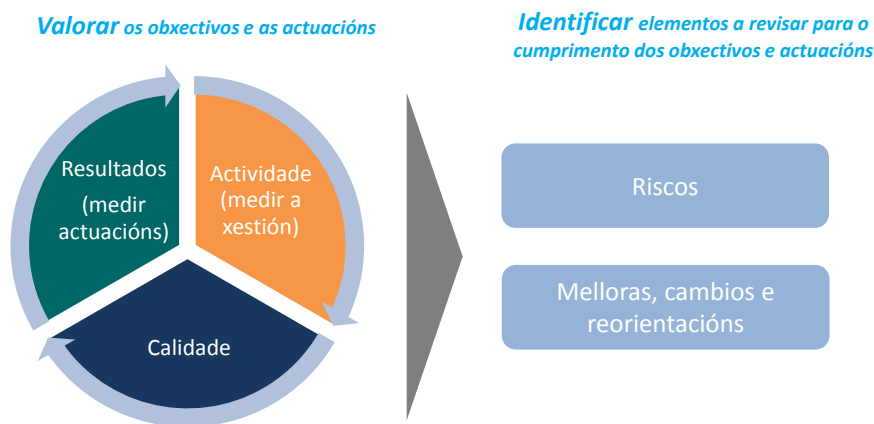 Valorar os obxectivos e as actuacións
Identificar elementos a revisar para o
cumprimento dos obxectivos e actuacións
Resultados
(medir
actuacións)
Actividade
(medir a
xestión)
Calidade
Riscos
Melloras, cambios e
reorientacións